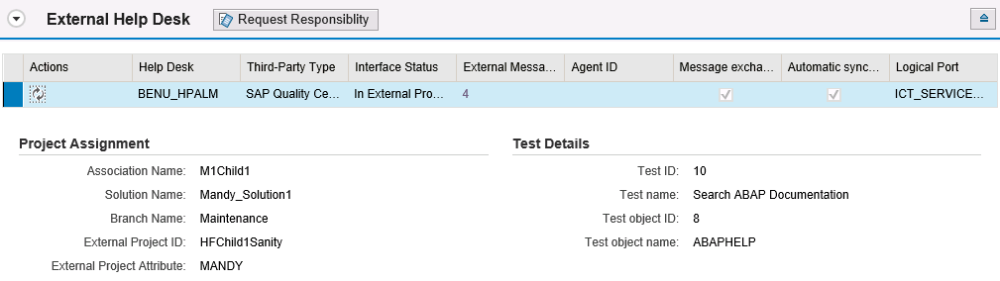 External Help Desk Request Responsiblity
Actions Help Desk Third-Party Type Interface Status External Messa... Agent ID Message excha... Automatic sync... Logical Port
BENU_HPALM SAP Quality Ce... In External Pro... 4 ICT_SERVICE...
Project Assignment Test Details
Association Name: M1Child1 Test ID: 10
Solution Name: Mandy_Solution1 Test name: Search ABAP Documentation
Branch Name: Maintenance Test object ID: 8
External Project ID: HFChild1Sanity Test object name: ABAPHELP
External Project Attribute: MANDY